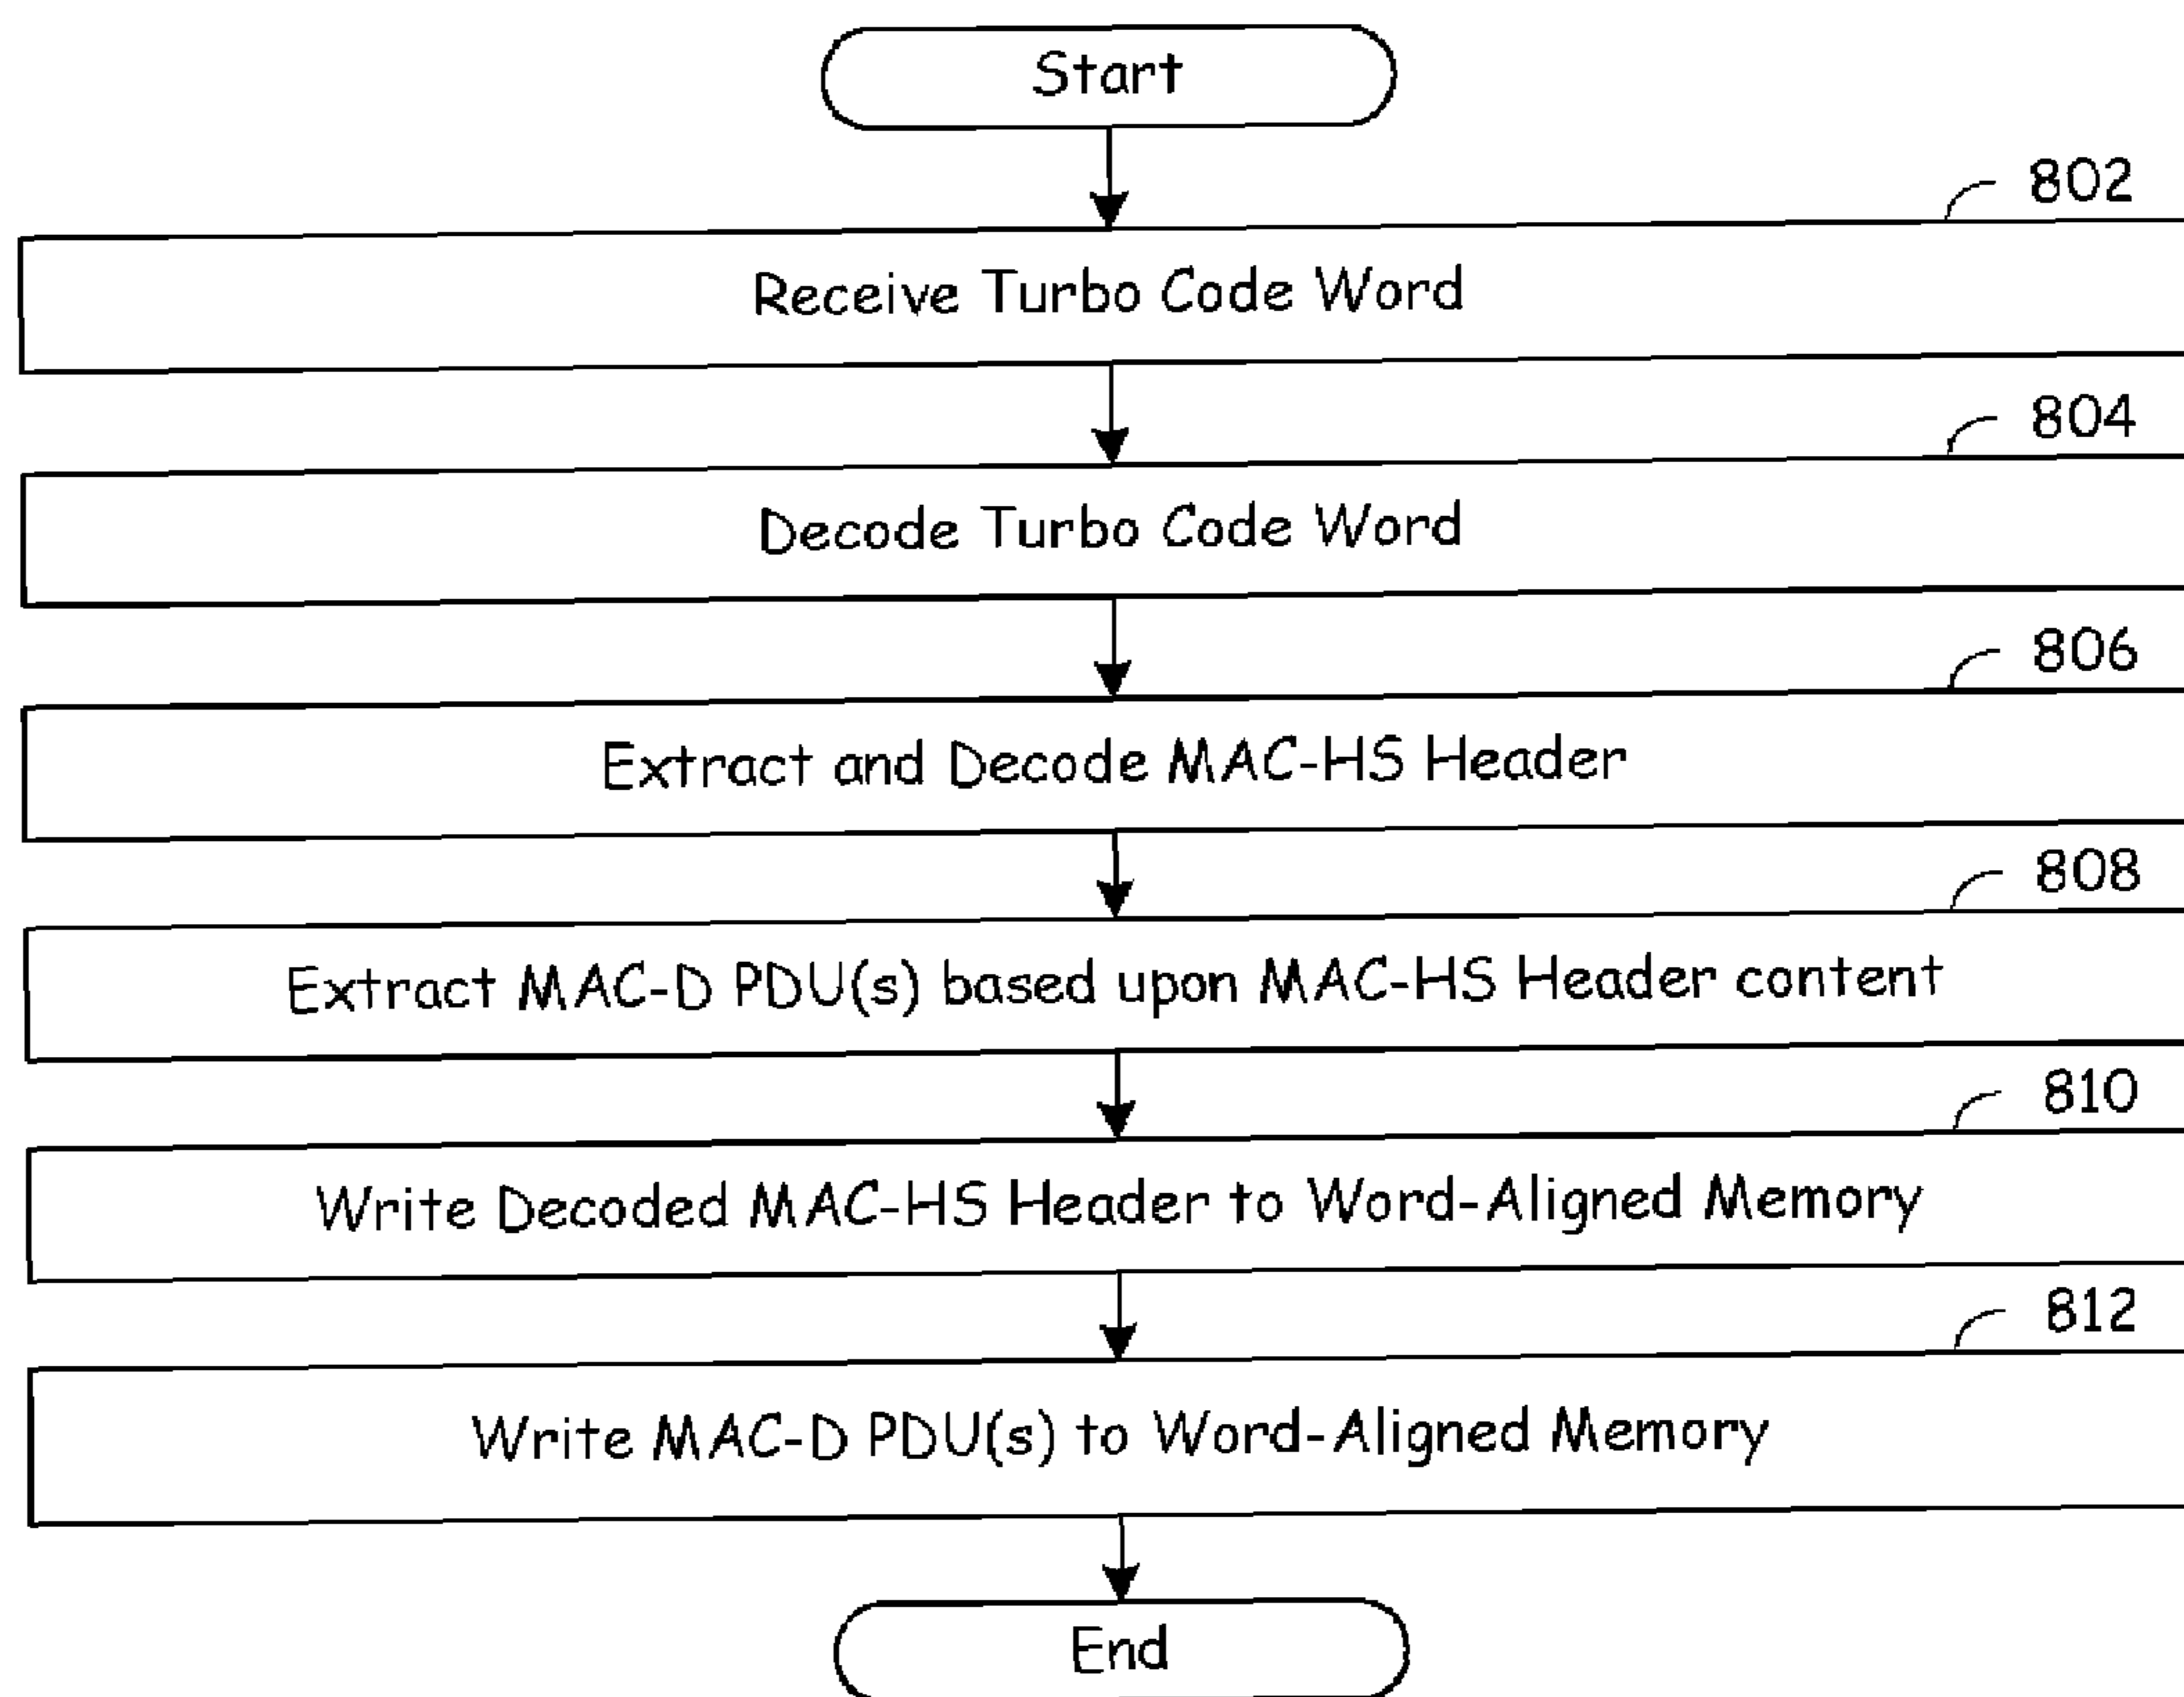 Start
802
Receive Turbo Code Word
804
Decode Turbo Code Word
806
Extract and Decode MAC-HS Header
808
Extract MAC-D PDU(s) based upon MAC-HS Header content
810
Write Decoded MAC-HS Header to Word-Aligned Memory
812
Write MAC-D PDU(s) to Word-Aligned Memory
End